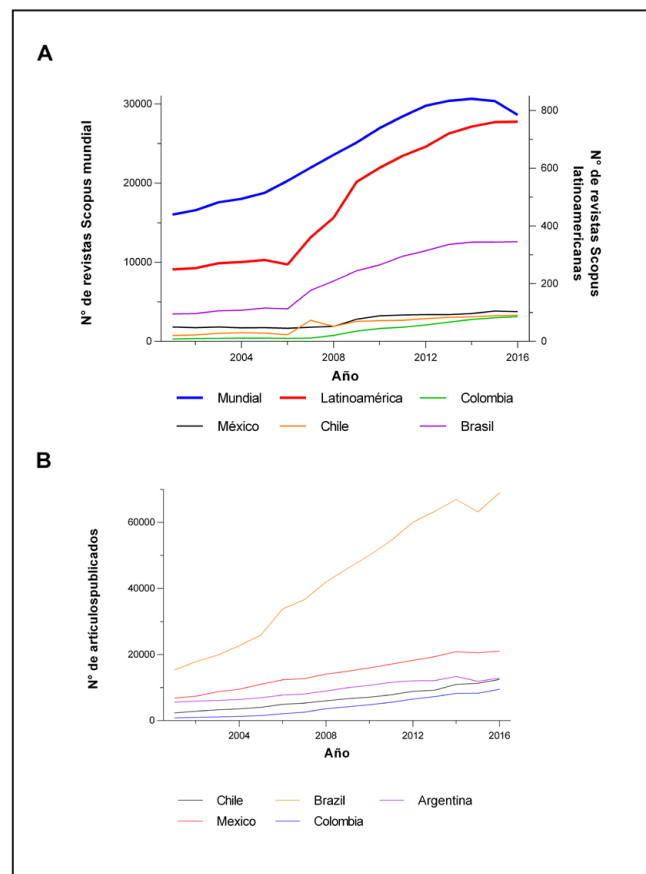 A
N° de revistas Scopus mundial
30000
20000
10000
0
800
600
400
200
0
N° de revistas Scopus
latinoamericanas
2004
2008
2012
2016
Año
Mundial
Latinoamérica
Colombia
México
Chile
Brasil
B
N° de artículospublicados
60000
40000
20000
0
2004
2008
2012
2016
Año
Chile
Brazil
Argentina
Mexico
Colombia